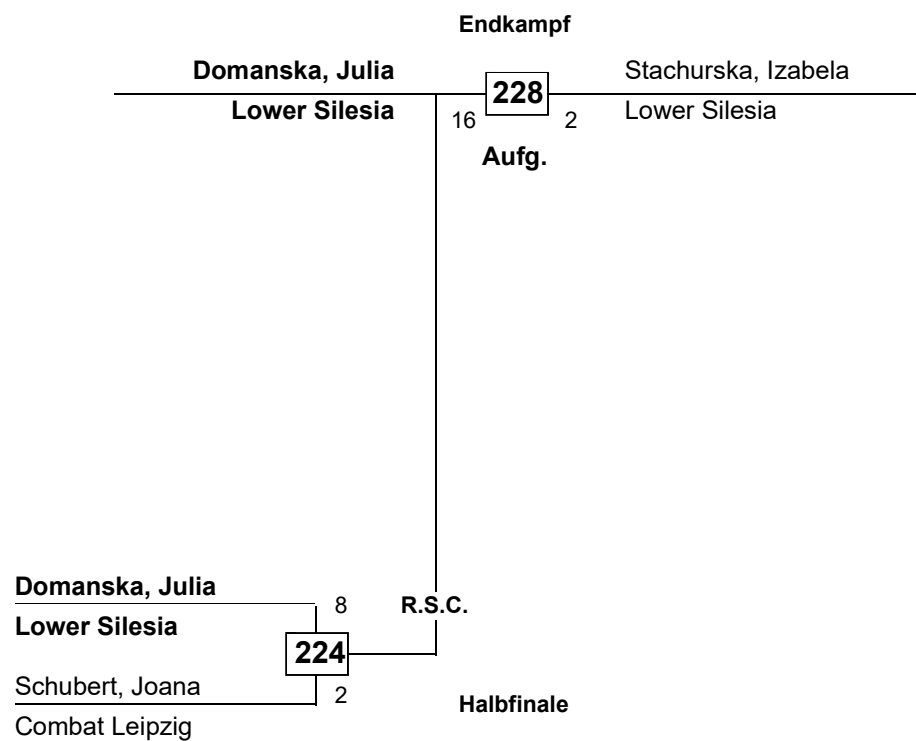 Endkampf
Domanska, Julia
Lower Silesia
16
228
2
Stachurska, Izabela
Lower Silesia
Aufg.
Domanska, Julia
Lower Silesia
8
R.S.C.
224
Schubert, Joana
Combat Leipzig
2
Halbfinale